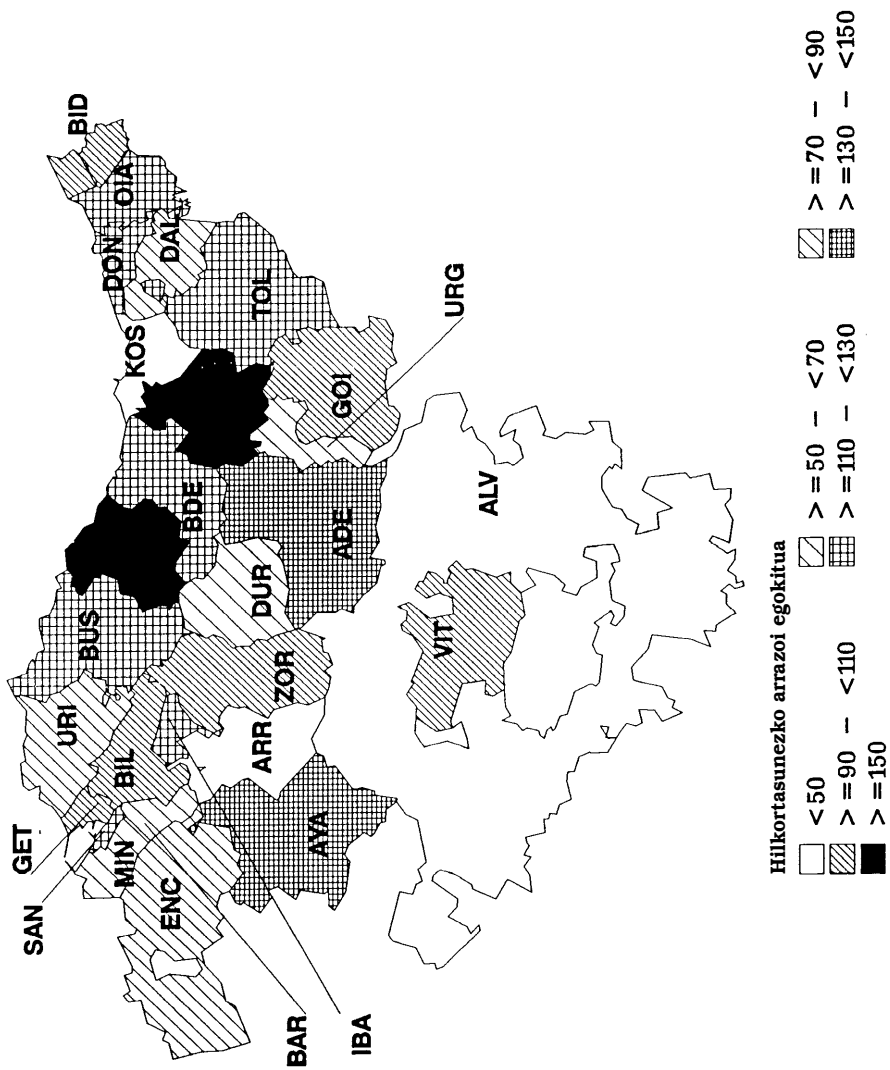 BID
OIA
DON
DAL
KOS
TOL
URG
GOI
BDE
ADE
ALV
BUS
DUR
VIT
URI
ZOR
BIL
ARR
GET
MIN
AYA
SAN
ENC
BAR
IBA
Hilkortasunezko arrazoi egokitua
<50
>=50 – <70
>=70 – <90
>=90 – <110
>=110 – <130
>=130 – <150
>=150